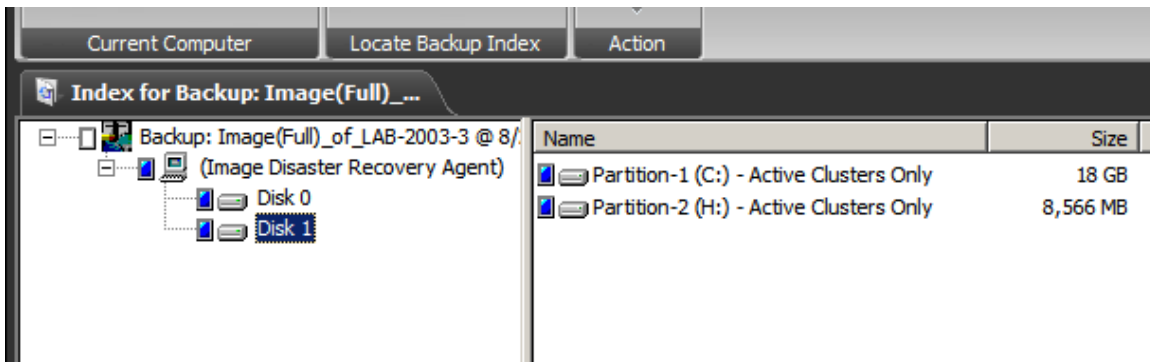 Current Computer Locate Backup Index Action
Index for Backup: Image(Full)_...
Backup: Image(Full)_of_LAB-2003-3 @ 8/
(Image Disaster Recovery Agent)
Disk 0
Disk 1
Name Size
Partition-1 (C:) - Active Clusters Only 18 GB
Partition-2 (H:) - Active Clusters Only 8,566 MB